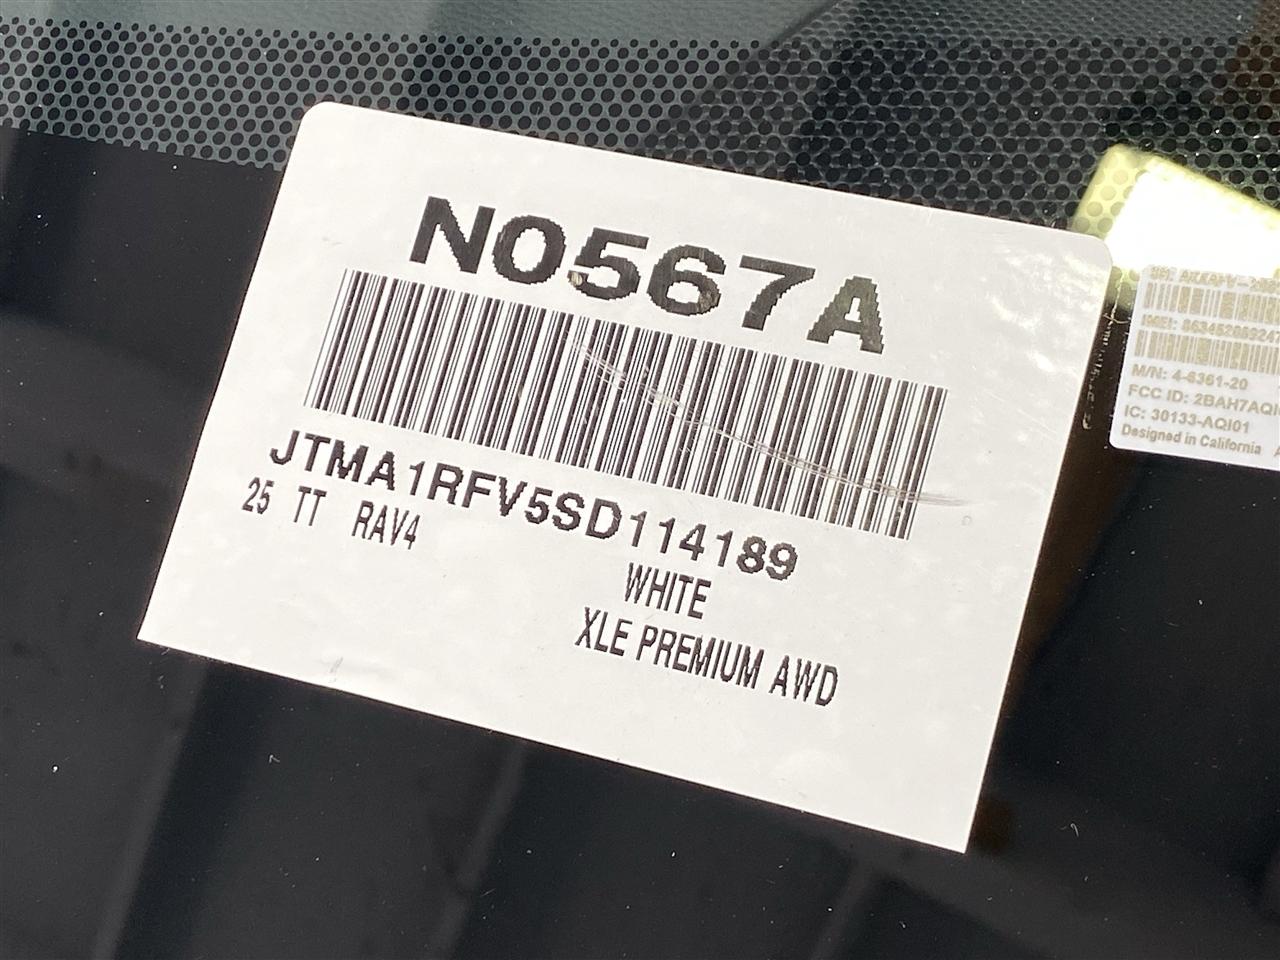 N0567A
JTMA1RFV5SD114189
25 TT RAV4
WHITE
XLE PREMIUM AWD
IMEI:
M/N: 4-6361-20
FCC ID: 2BAH7AQI
IC: 30133-AQI01
Designed in California